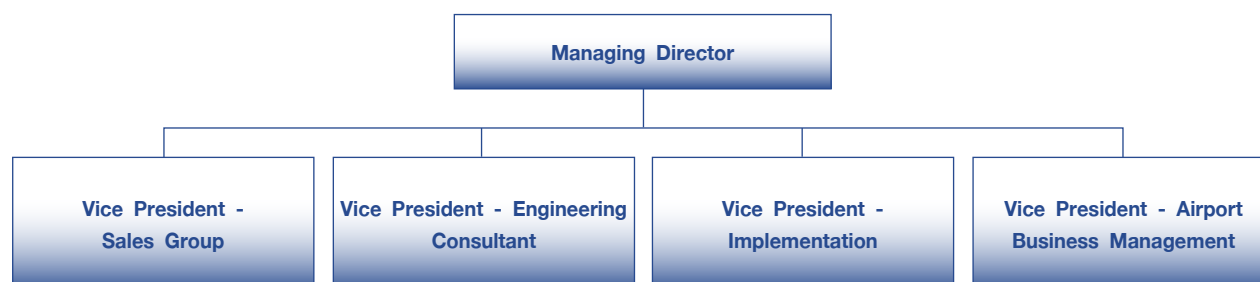 Managing Director
Vice President -
Sales Group
Vice President - Engineering
Consultant
Vice President -
Implementation
Vice President - Airport
Business Management